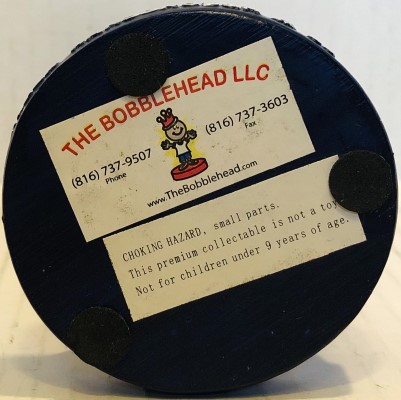 THE BOBBLEHEAD LLC
(816) 737-9507 (816) 737-3603
Phone Fax
www.TheBobblehead.com
CHOKING HAZARD, small parts.
This premium collectable is not a toy.
Not for children under 9 years of age.